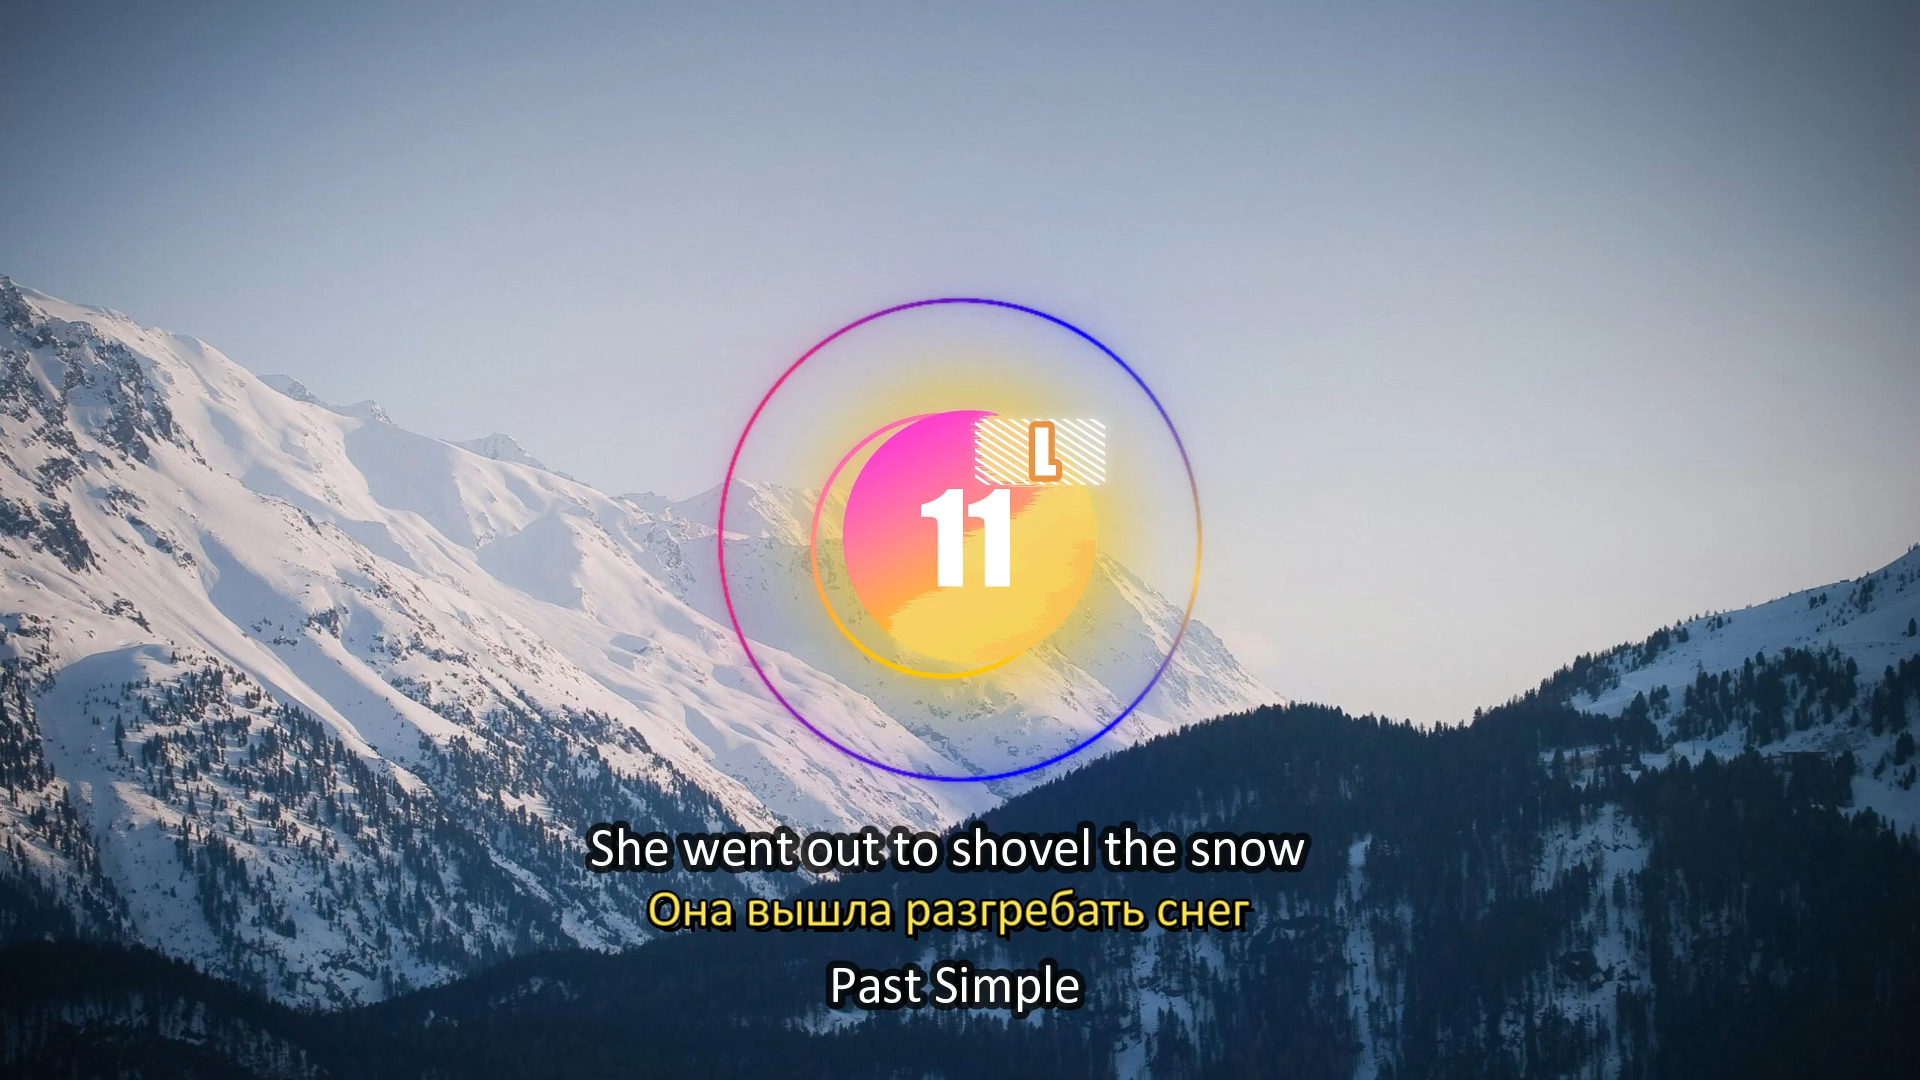 L
11
She went out to shovel the snow
Она вышла разгребать снег
Past Simple